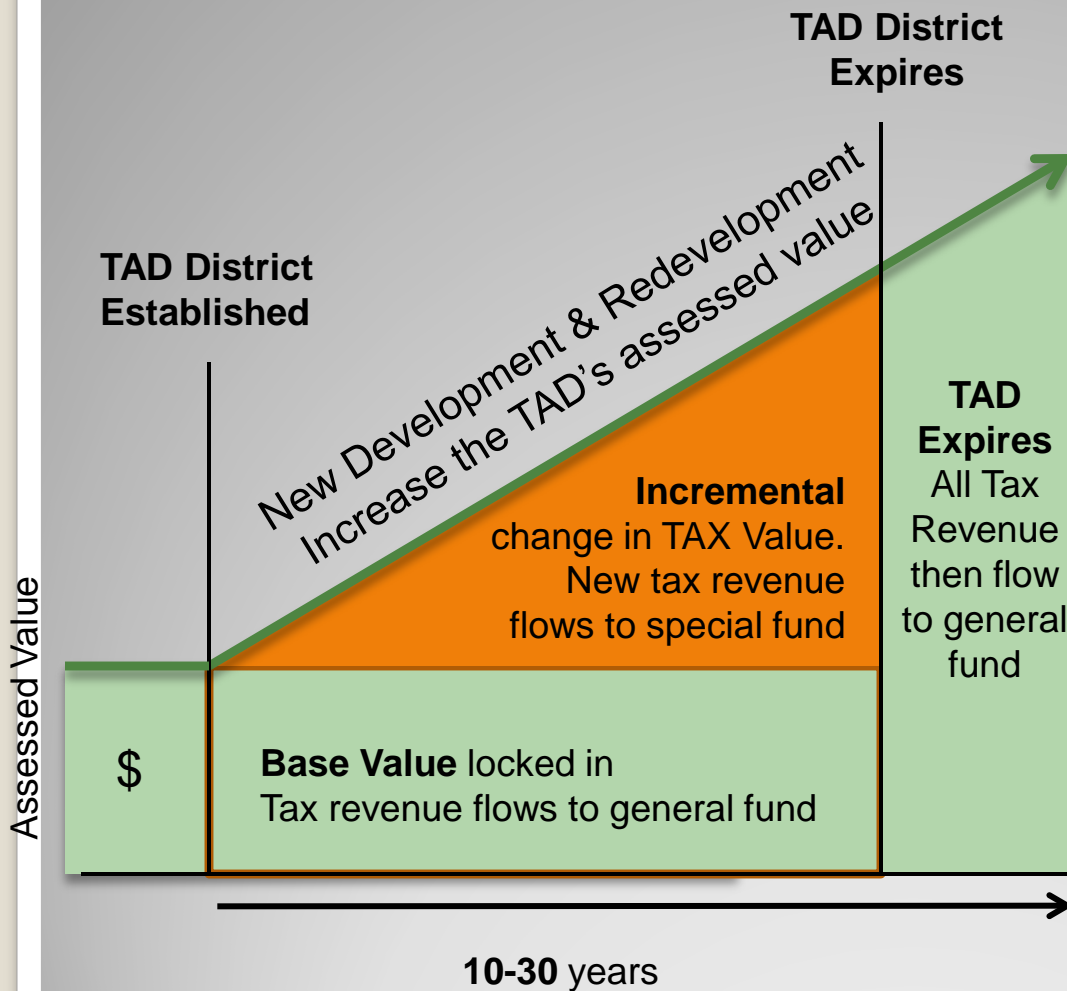 TAD District
Expires
TAD District
Established
New Development & Redevelopment
Increase the TAD's assessed value
TAD
Expires
All Tax
Revenue
then flow
to general
fund
Incremental
change in TAX Value.
New tax revenue
flows to special fund
Assessed Value
$
Base Value locked in
Tax revenue flows to general fund
10-30 years